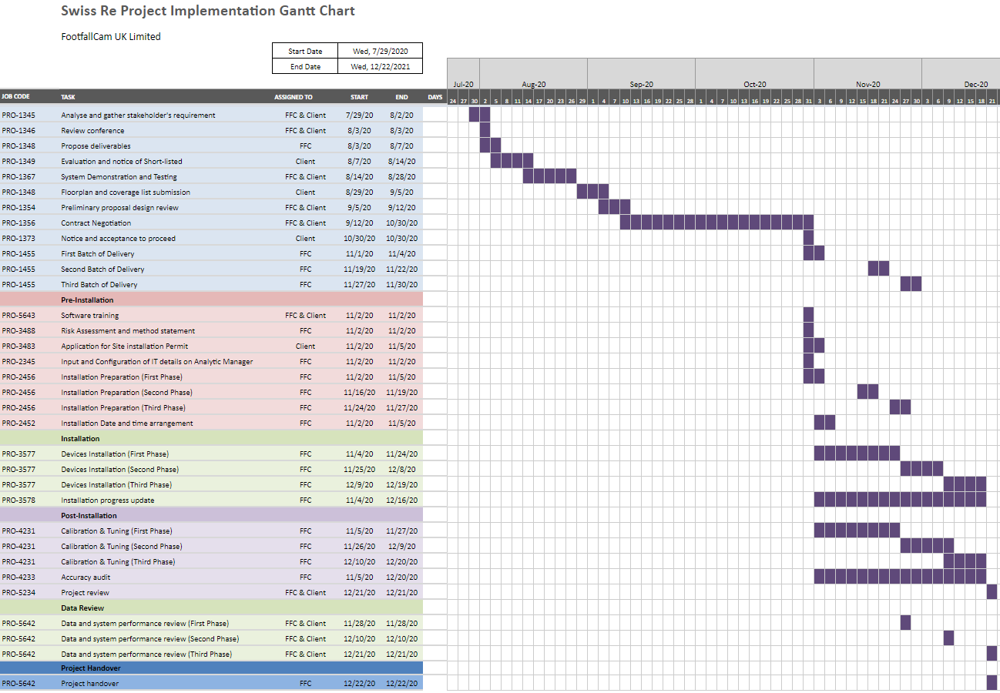 Swiss Re Project Implementation Gantt Chart
FootfallCam UK Limited
Start Date Wed, 7/29/2020
End Date Wed, 12/22/2021
Jul-20 Aug-20 Sep-20 Oct-20 Nov-20 Dec-20
JOB CODE TASK ASSIGNED TO START END DAYS 24 27 30 2 5 8 11 14 17 20 23 26 29 1 4 7 10 13 16 19 22 25 28 1 4 7 10 13 16 19 22 25 28 31 3 6 9 12 15 18 21 24 27 30 3 6 9 12 15 18 21
PRO-1345 Analyse and gather stakeholder's requirement FFC & Client 7/29/20 8/2/20
PRO-1346 Review conference FFC & Client 8/3/20 8/3/20
PRO-1348 Propose deliverables FFC 8/3/20 8/7/20
PRO-1349 Evaluation and notice of Short-listed Client 8/7/20 8/14/20
PRO-1367 System Demonstration and Testing FFC & Client 8/14/20 8/28/20
PRO-1348 Floorplan and coverage list submission Client 8/29/20 9/5/20
PRO-1354 Preliminary proposal design review FFC & Client 9/5/20 9/12/20
PRO-1356 Contract Negotiation FFC & Client 9/12/20 10/30/20
PRO-1373 Notice and acceptance to proceed Client 10/30/20 10/30/20
PRO-1455 First Batch of Delivery FFC 11/1/20 11/4/20
PRO-1455 Second Batch of Delivery FFC 11/19/20 11/22/20
PRO-1455 Third Batch of Delivery FFC 11/27/20 11/30/20
Pre-Installation
PRO-5643 Software training FFC & Client 11/2/20 11/2/20
PRO-3488 Risk Assessment and method statement FFC 11/2/20 11/2/20
PRO-3483 Application for Site installation Permit Client 11/2/20 11/5/20
PRO-2345 Input and Configuration of IT details on Analytic Manager FFC 11/2/20 11/2/20
PRO-2456 Installation Preparation (First Phase) FFC 11/2/20 11/5/20
PRO-2456 Installation Preparation (Second Phase) FFC 11/16/20 11/19/20
PRO-2456 Installation Preparation (Third Phase) FFC 11/24/20 11/27/20
PRO-2452 Installation Date and time arrangement FFC 11/2/20 11/5/20
Installation
PRO-3577 Devices Installation (First Phase) FFC 11/4/20 11/24/20
PRO-3577 Devices Installation (Second Phase) FFC 11/25/20 12/8/20
PRO-3577 Devices Installation (Third Phase) FFC 12/9/20 12/19/20
PRO-3578 Installation progress update FFC 11/4/20 12/16/20
Post-Installation
PRO-4231 Calibration & Tuning (First Phase) FFC 11/5/20 11/27/20
PRO-4231 Calibration & Tuning (Second Phase) FFC 11/26/20 12/9/20
PRO-4231 Calibration & Tuning (Third Phase) FFC 12/10/20 12/20/20
PRO-4233 Accuracy audit FFC 11/5/20 12/20/20
PRO-5234 Project review FFC & Client 12/21/20 12/21/20
Data Review
PRO-5642 Data and system performance review (First Phase) FFC & Client 11/28/20 11/28/20
PRO-5642 Data and system performance review (Second Phase) FFC & Client 12/10/20 12/10/20
PRO-5642 Data and system performance review (Third Phase) FFC & Client 12/21/20 12/21/20
Project Handover
PRO-5642 Project handover FFC 12/22/20 12/22/20